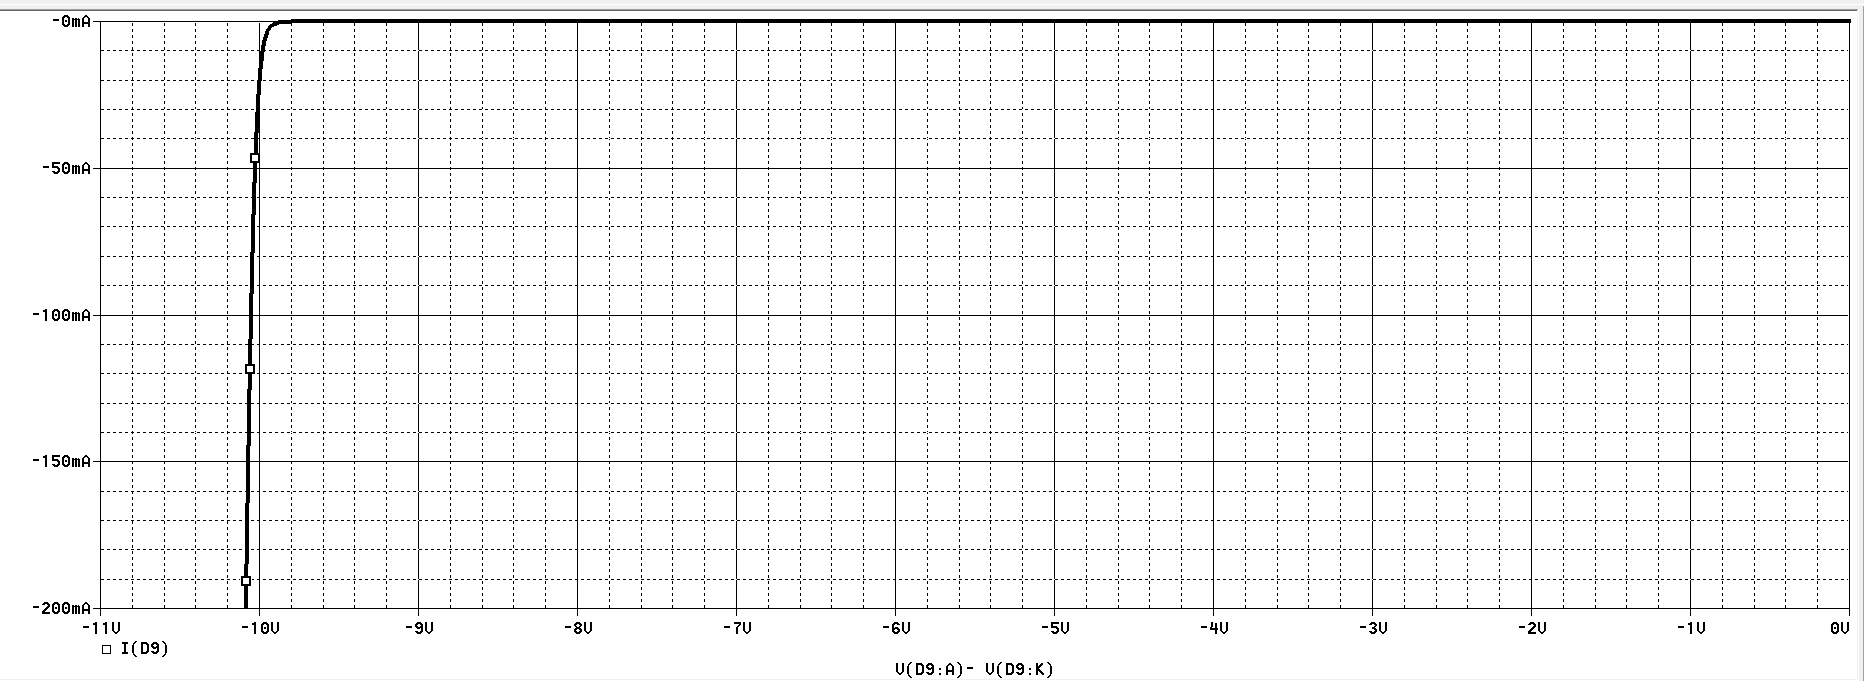 -0mA
-50mA
-100mA
-150mA
-200mA
-11V -10V -9V -8V -7V -6V -5V -4V -3V -2V -1V 0V
I(D9)
V(D9:A)- V(D9:K)